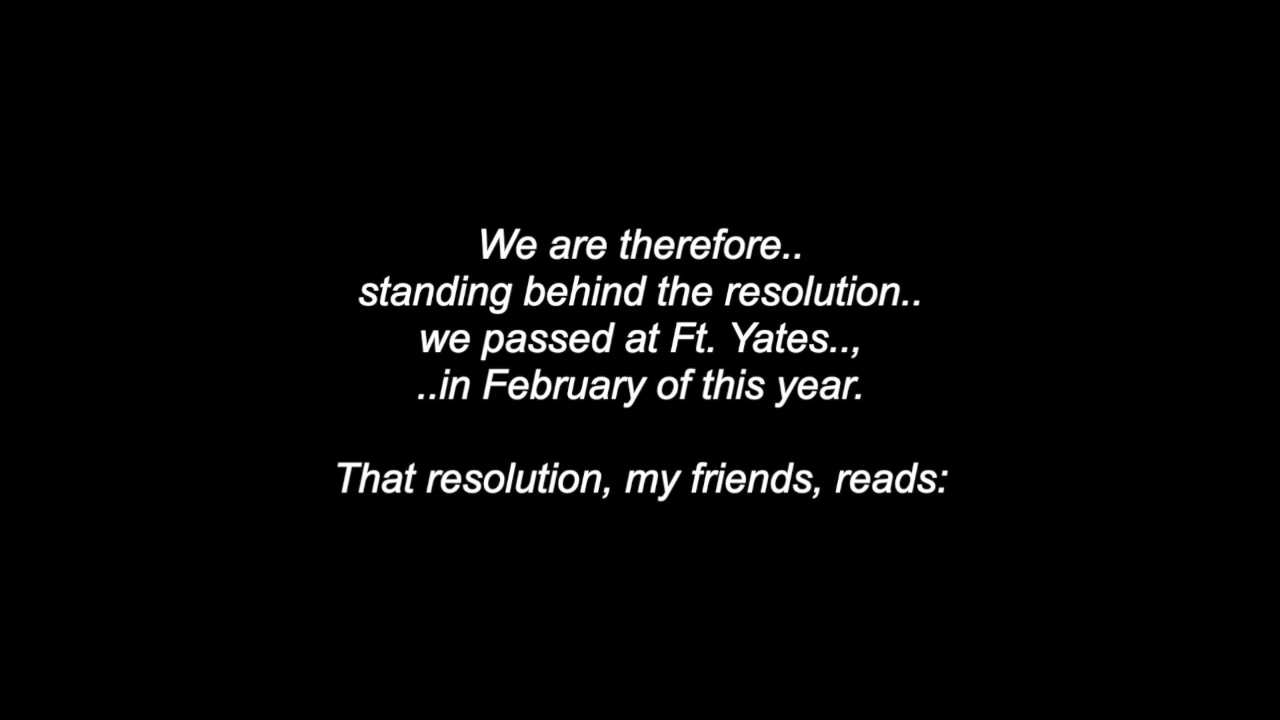 We are therefore..
standing behind the resolution..
we passed at Ft. Yates..,
..in February of this year.
That resolution, my friends, reads: